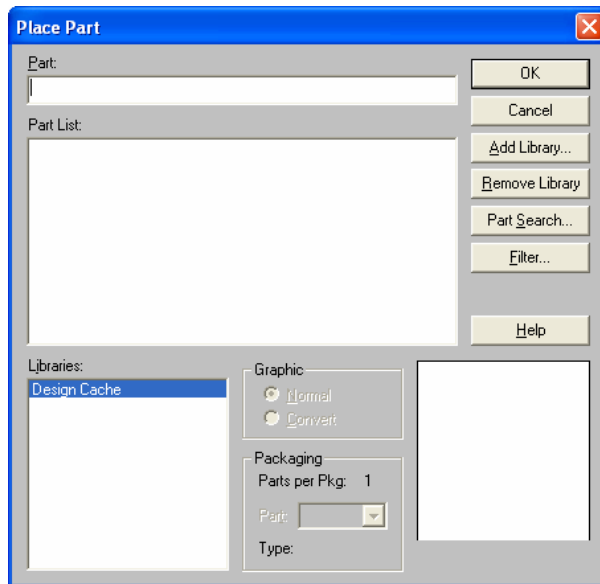 Place Part
Part:
OK
Cancel
Part List:
Add Library...
Remove Library
Part Search...
Filter...
Help
Libraries:
Design Cache
Graphic
Normal
Convert
Packaging
Parts per Pkg: 1
Part:
Type: